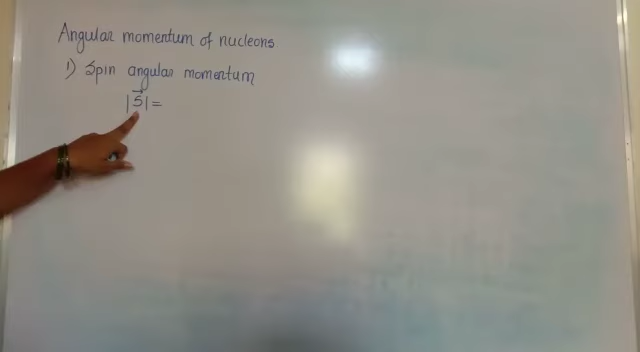 Angular momentum of nucleons.
1) Spin angular momentum
|S⃗| =